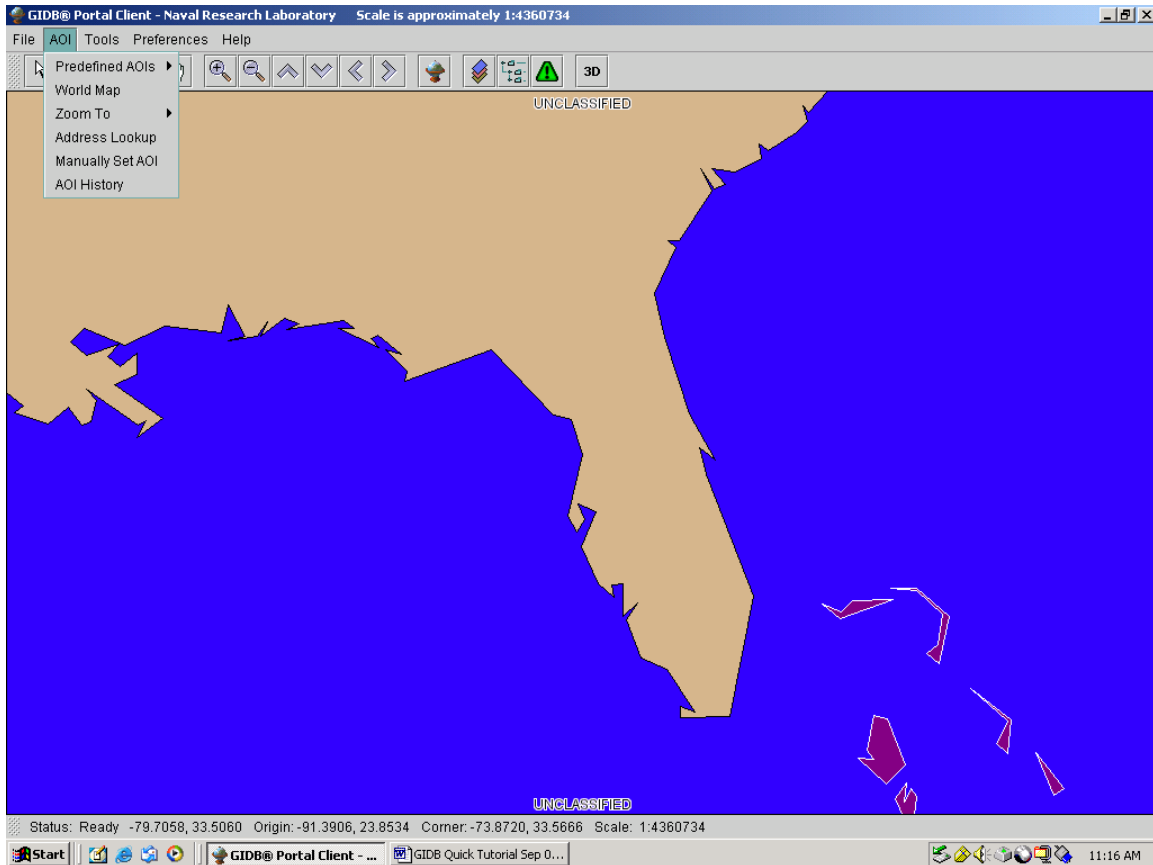 GIDB® Portal Client - Naval Research Laboratory Scale is approximately 1:4360734
File AOI Tools Preferences Help
3D
Predefined AOIs
World Map
Zoom To
Address Lookup
Manually Set AOI
AOI History
UNCLASSIFIED
UNCLASSIFIED
Status: Ready -79.7058, 33.5060 Origin: -91.3906, 23.8534 Corner: -73.8720, 33.5666 Scale: 1:4360734
Start GIDB® Portal Client - ... GIDB Quick Tutorial Sep 0... 11:16 AM